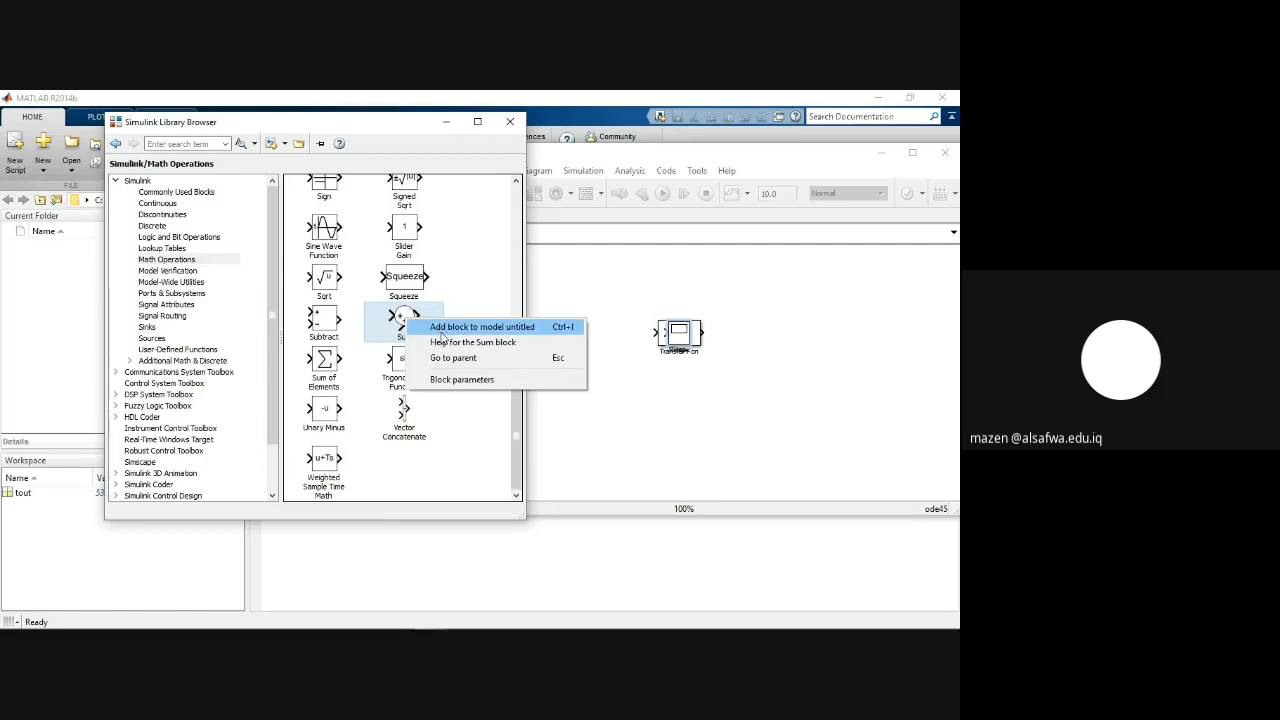 MATLAB R2014b
HOME
PLOT
Search Documentation
New
Script
New
Open
FILE
Community
Current Folder
Name
Details
Workspace
Name
tout
Ready
Simulink Library Browser
Enter search term
Simulink/Math Operations
Simulink
Commonly Used Blocks
Continuous
Discontinuities
Discrete
Logic and Bit Operations
Lookup Tables
Math Operations
Model Verification
Model-Wide Utilities
Ports & Subsystems
Signal Attributes
Signal Routing
Sinks
Sources
User-Defined Functions
Additional Math & Discrete
Communications System Toolbox
Control System Toolbox
DSP System Toolbox
Fuzzy Logic Toolbox
HDL Coder
Instrument Control Toolbox
Real-Time Windows Target
Robust Control Toolbox
Simscape
Simulink 3D Animation
Simulink Coder
Simulink Control Design
Sign
Signed
Sqrt
Sine Wave
Function
1
Slider
Gain
√u
Sqrt
Squeeze
Squeeze
Subtract
Σ
Sum of
Elements
-u
Unary Minus
Vector
Concatenate
u+Ts
Weighted
Sample Time
Math
Add block to model untitled Ctrl+I
Help for the Sum block
Go to parent Esc
Block parameters
Simulation Analysis Code Tools Help
10.0
Normal
100%
ode45
mazen @alsafwa.edu.iq